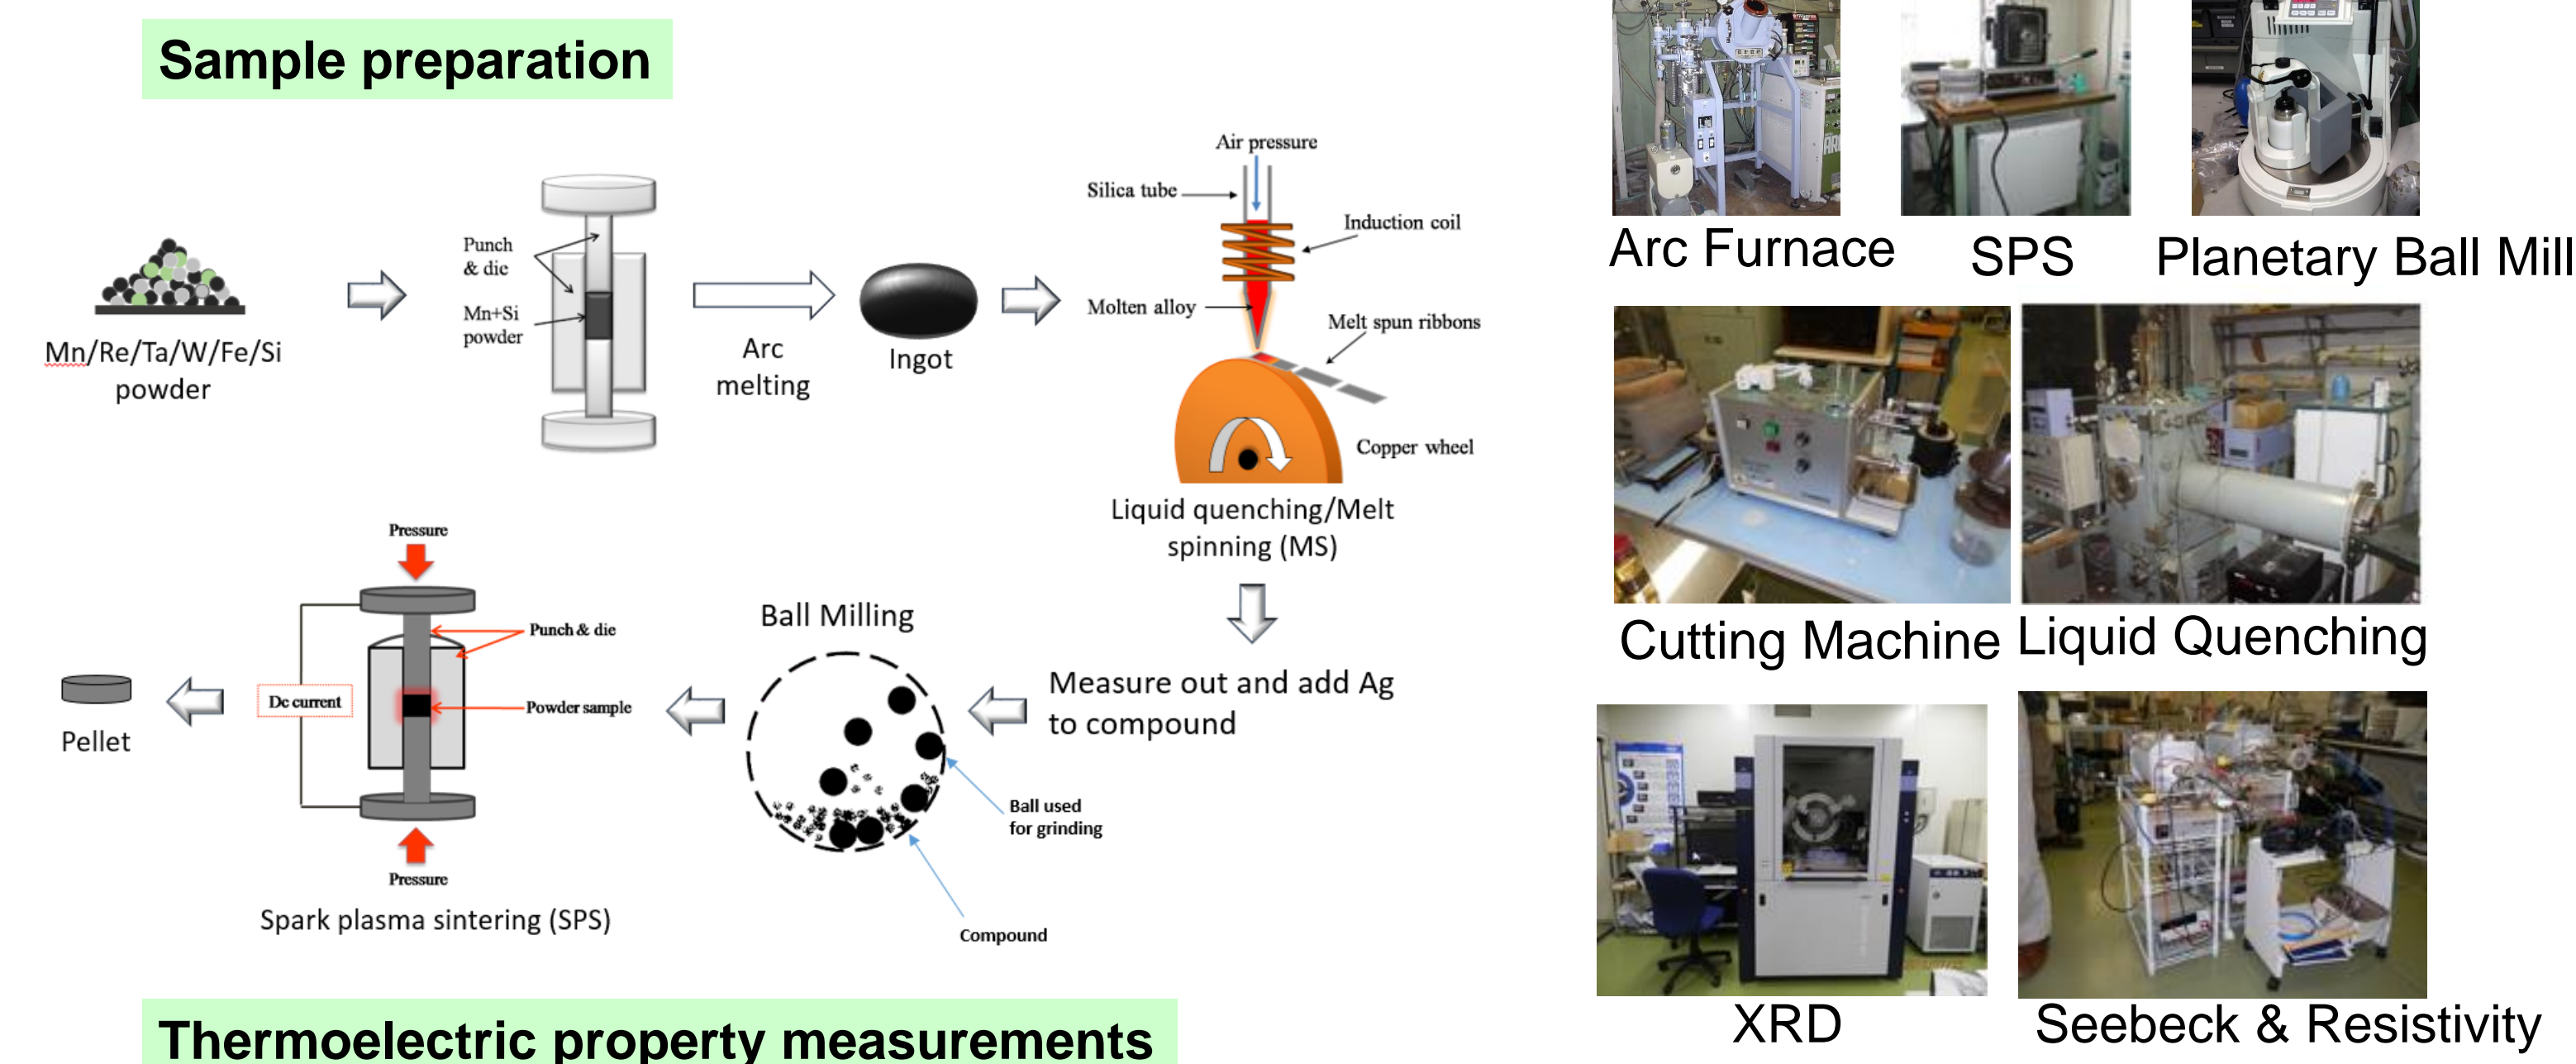 Sample preparation
Mn/Re/Ta/W/Fe/Si
powder
Punch
& die
Mn+Si
powder
Arc
melting
Ingot
Air pressure
Silica tube
Induction coil
Molten alloy
Melt spun ribbons
Copper wheel
Liquid quenching/Melt
spinning (MS)
Measure out and add Ag
to compound
Ball Milling
Ball used
for grinding
Compound
Pressure
Punch & die
Dc current
Powder sample
Pressure
Spark plasma sintering (SPS)
Pellet
Thermoelectric property measurements
Arc Furnace
SPS
Planetary Ball Mill
Cutting Machine
Liquid Quenching
XRD
Seebeck & Resistivity